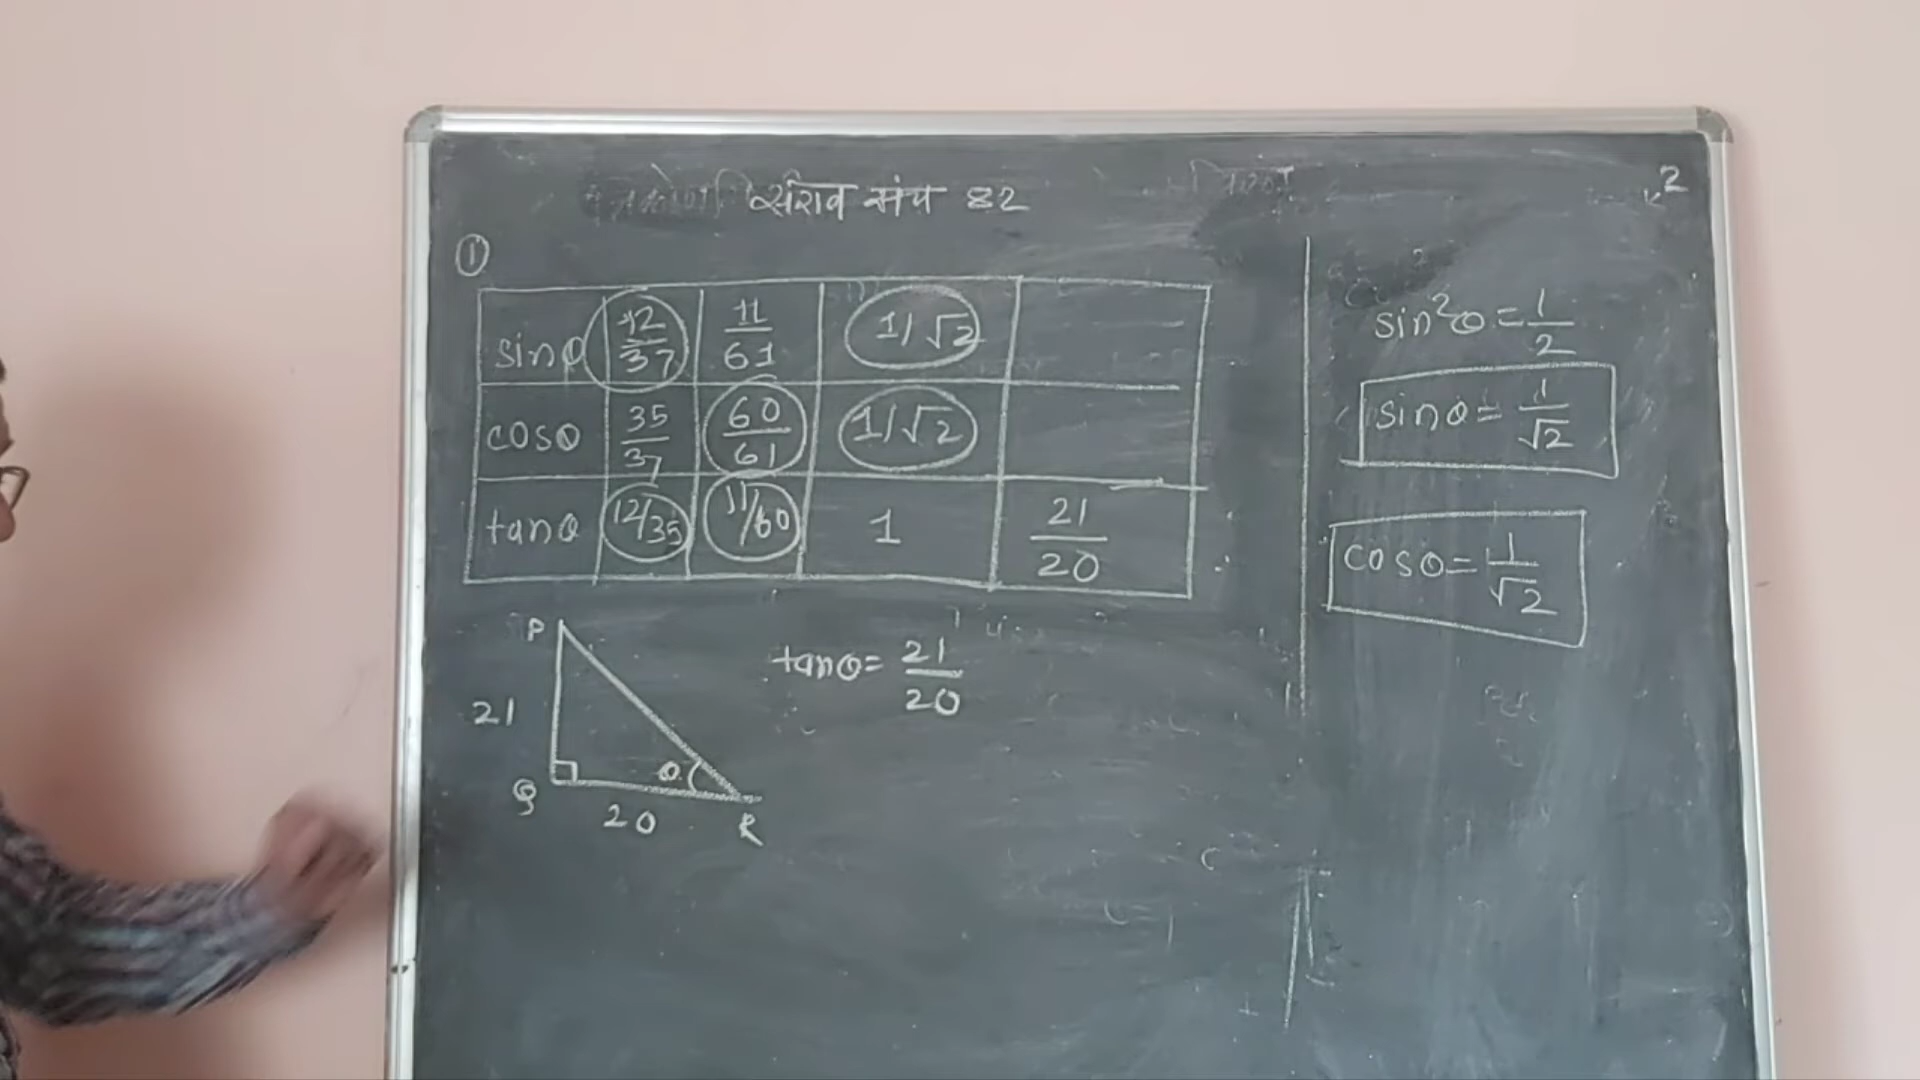 सराव संच ८२
①
sinθ 12/37 11/61 1/√2
cosθ 35/37 60/61 1/√2
tanθ 12/35 11/60 1 21/20
P
21
Q
20
θ
R
tanθ = 21/20
2
sin²θ = 1/2
sinθ = 1/√2
cosθ = 1/√2